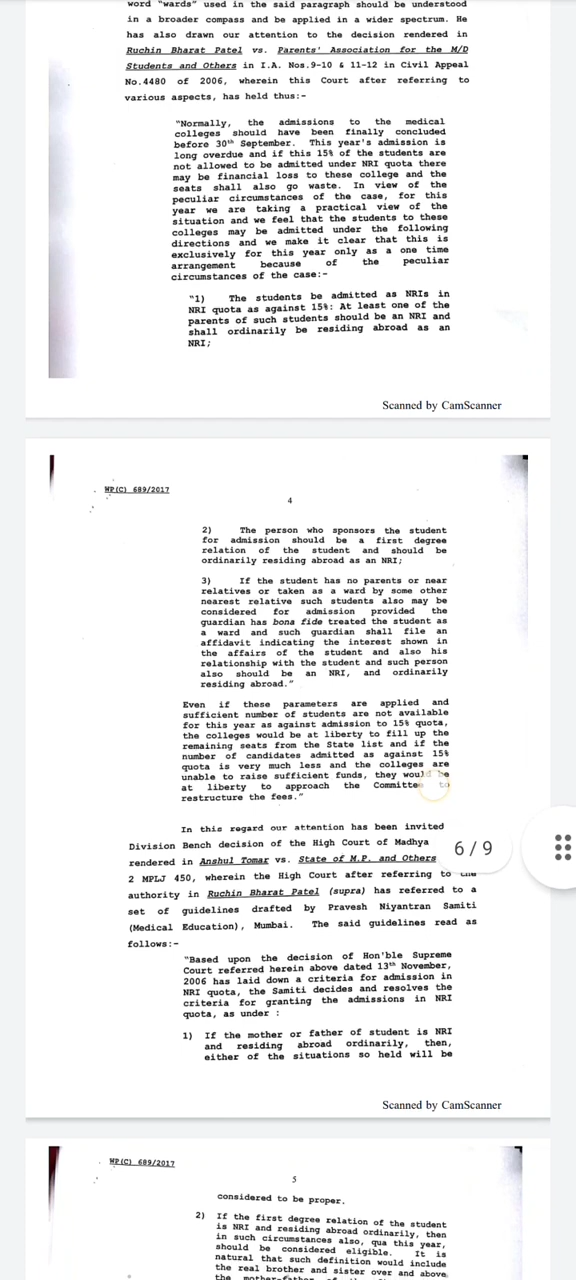 word "wards" used in the said paragraph should be understood
in a broader compass and be applied in a wider spectrum. He
has also drawn our attention to the decision rendered in
Ruchin Bharat Patel vs. Parents' Association for the M/D
Students and Others in I.A. Nos.9-10 & 11-12 in Civil Appeal
No.4480 of 2006, wherein this Court after referring to
various aspects, has held thus:-
"Normally, the admissions to the medical
colleges should have been finally concluded
before 30th September. This year's admission is
long overdue and if this 15% of the students are
not allowed to be admitted under NRI quota there
may be financial loss to these college and the
seats shall also go waste. In view of the
peculiar circumstances of the case, for this
year we are taking a practical view of the
situation and we feel that the students to these
colleges may be admitted under the following
directions and we make it clear that this is
exclusively for this year only as a one time
arrangement because of the peculiar
circumstances of the case:-
"1) The students be admitted as NRIs in
NRI quota as against 15%: At least one of the
parents of such students should be an NRI and
shall ordinarily be residing abroad as an
NRI;
Scanned by CamScanner
WP(C) 689/2017
4
2) The person who sponsors the student
for admission should be a first degree
relation of the student and should be
ordinarily residing abroad as an NRI;
3) If the student has no parents or near
relatives or taken as a ward by some other
nearest relative such students also may be
considered for admission provided the
guardian has bona fide treated the student as
a ward and such guardian shall file an
affidavit indicating the interest shown in
the affairs of the student and also his
relationship with the student and such person
also should be an NRI, and ordinarily
residing abroad."
Even if these parameters are applied and
sufficient number of students are not available
for this year as against admission to 15% quota,
the colleges would be at liberty to fill up the
remaining seats from the State list and if the
number of candidates admitted as against 15%
quota is very much less and the colleges are
unable to raise sufficient funds, they would be
at liberty to approach the Committee to
restructure the fees."
In this regard our attention has been invited
Division Bench decision of the High Court of Madhya
rendered in Anshul Tomar vs. State of M.P. and Others
6/9
2 MPLJ 450, wherein the High Court after referring to the
authority in Ruchin Bharat Patel (supra) has referred to a
set of guidelines drafted by Pravesh Niyantran Samiti
(Medical Education), Mumbai. The said guidelines read as
follows:-
"Based upon the decision of Hon'ble Supreme
Court referred herein above dated 13th November,
2006 has laid down a criteria for admission in
NRI quota, the Samiti decides and resolves the
criteria for granting the admissions in NRI
quota, as under :
1) If the mother or father of student is NRI
and residing abroad ordinarily, then,
either of the situations so held will be
Scanned by CamScanner
WP(C) 689/2017
5
considered to be proper.
2) If the first degree relation of the student
is NRI and residing abroad ordinarily, then
in such circumstances also, qua this year,
should be considered eligible. It is
natural that such definition would include
the real brother and sister over and above
the mother-father